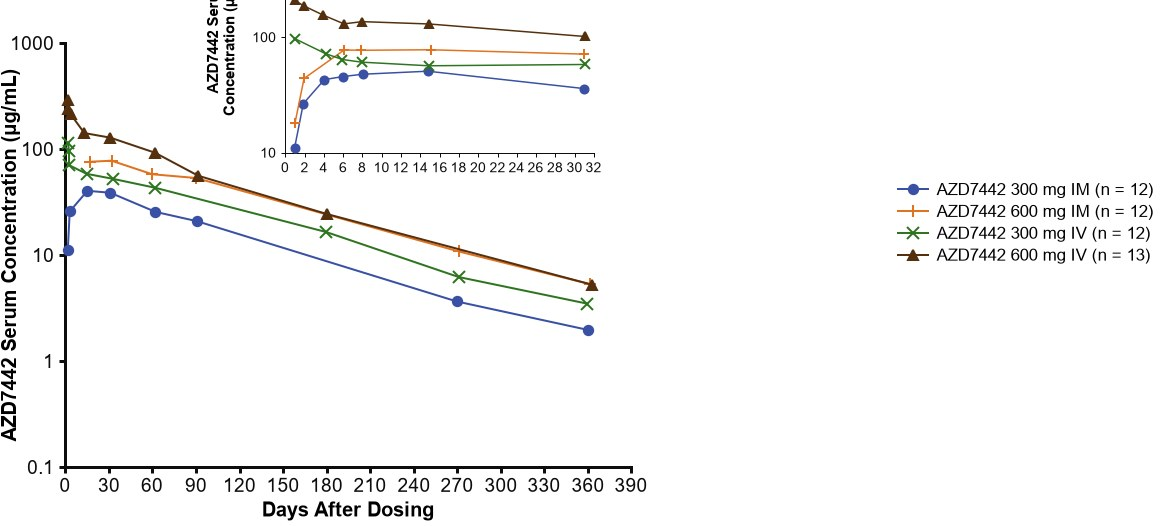 AZD7442 Serum Concentration (µg/mL)
1000
100
10
1
0.1
0 30 60 90 120 150 180 210 240 270 300 330 360 390
Days After Dosing
AZD7442
Concentration
100
10
0 2 4 6 8 10 12 14 16 18 20 22 24 26 28 30 32
AZD7442 300 mg IM (n = 12)
AZD7442 600 mg IM (n = 12)
AZD7442 300 mg IV (n = 12)
AZD7442 600 mg IV (n = 13)